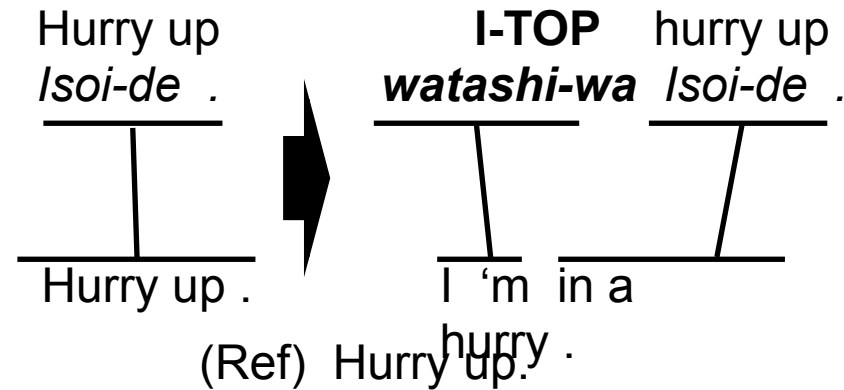 Hurry up I-TOP hurry up
Isoi-de . watashi-wa Isoi-de .
Hurry up . I ‘m in a
hurry .
(Ref) Hurry up.